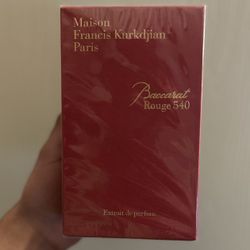 Maison
Francis Kurkdjian
Paris
Baccarat
Rouge 540
Extrait de parfum